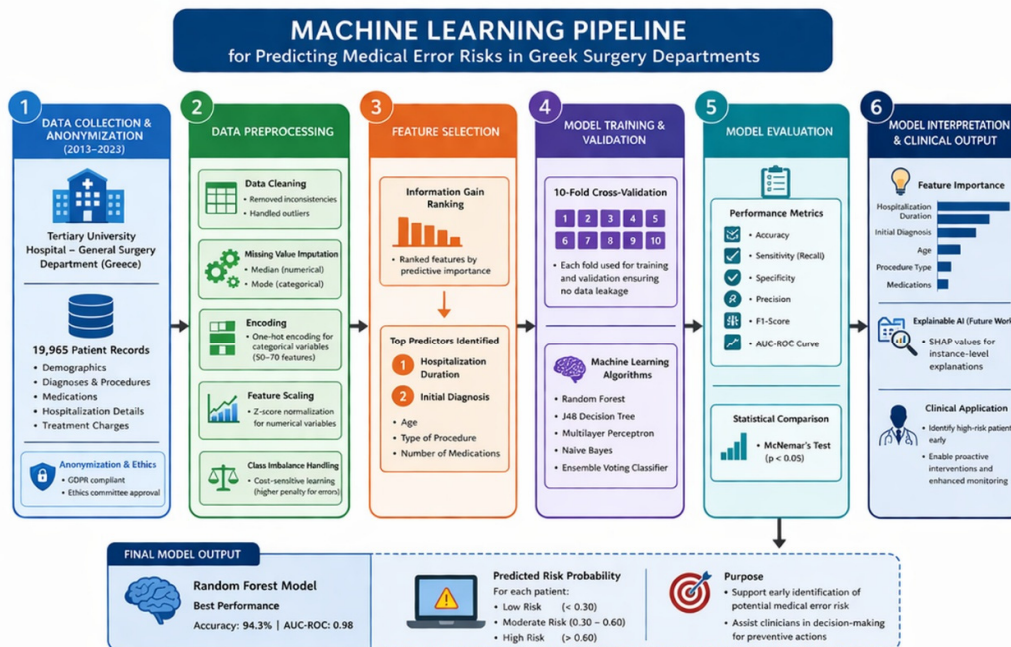 MACHINE LEARNING PIPELINE
for Predicting Medical Error Risks in Greek Surgery Departments
1
DATA COLLECTION &
ANONYMIZATION
(2013–2023)
Tertiary University
Hospital – General Surgery
Department (Greece)
19,965 Patient Records
• Demographics
• Diagnoses & Procedures
• Medications
• Hospitalization Details
• Treatment Charges
Anonymization & Ethics
• GDPR compliant
• Ethics committee approval
2
DATA PREPROCESSING
Data Cleaning
• Removed inconsistencies
• Handled outliers
Missing Value Imputation
• Median (numerical)
• Mode (categorical)
Encoding
• One-hot encoding for
categorical variables
(50–70 features)
Feature Scaling
• Z-score normalization
for numerical variables
Class Imbalance Handling
• Cost-sensitive learning
(higher penalty for errors)
3
FEATURE SELECTION
Information Gain
Ranking
• Ranked features by
predictive importance
Top Predictors Identified
1 Hospitalization
Duration
2 Initial Diagnosis
• Age
• Type of Procedure
• Number of Medications
4
MODEL TRAINING &
VALIDATION
10-Fold Cross-Validation
1 2 3 4 5
6 7 8 9 10
• Each fold used for training
and validation ensuring
no data leakage
Machine Learning
Algorithms
• Random Forest
• J48 Decision Tree
• Multilayer Perceptron
• Naive Bayes
• Ensemble Voting Classifier
5
MODEL EVALUATION
Performance Metrics
• Accuracy
• Sensitivity (Recall)
• Specificity
• Precision
• F1-Score
• AUC-ROC Curve
Statistical Comparison
• McNemar's Test
(p < 0.05)
6
MODEL INTERPRETATION
& CLINICAL OUTPUT
Feature Importance
Hospitalization
Duration
Initial Diagnosis
Age
Procedure Type
Medications
Explainable AI (Future Work
• SHAP values for
instance-level
explanations
Clinical Application
• Identify high-risk patient
early
• Enable proactive
interventions and
enhanced monitoring
FINAL MODEL OUTPUT
Random Forest Model
Best Performance
Accuracy: 94.3% | AUC-ROC: 0.98
Predicted Risk Probability
For each patient:
• Low Risk (< 0.30)
• Moderate Risk (0.30 – 0.60)
• High Risk (> 0.60)
Purpose
• Support early identification of
potential medical error risk
• Assist clinicians in decision-making
for preventive actions